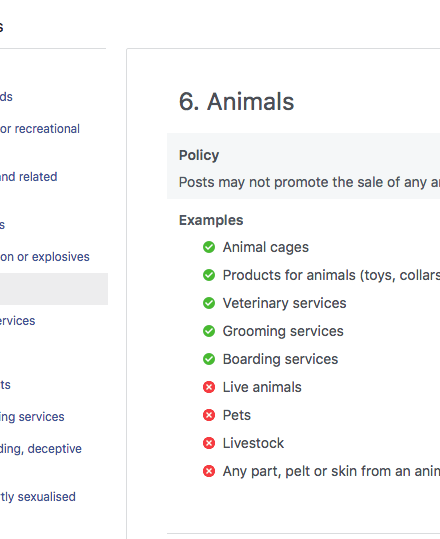 s
ds
or recreational
and related
s
on or explosives
ervices
ts
ing services
ding, deceptive
tly sexualised
6. Animals
Policy
Posts may not promote the sale of any
Examples
Animal cages
Products for animals (toys, collars
Veterinary services
Grooming services
Boarding services
Live animals
Pets
Livestock
Any part, pelt or skin from an